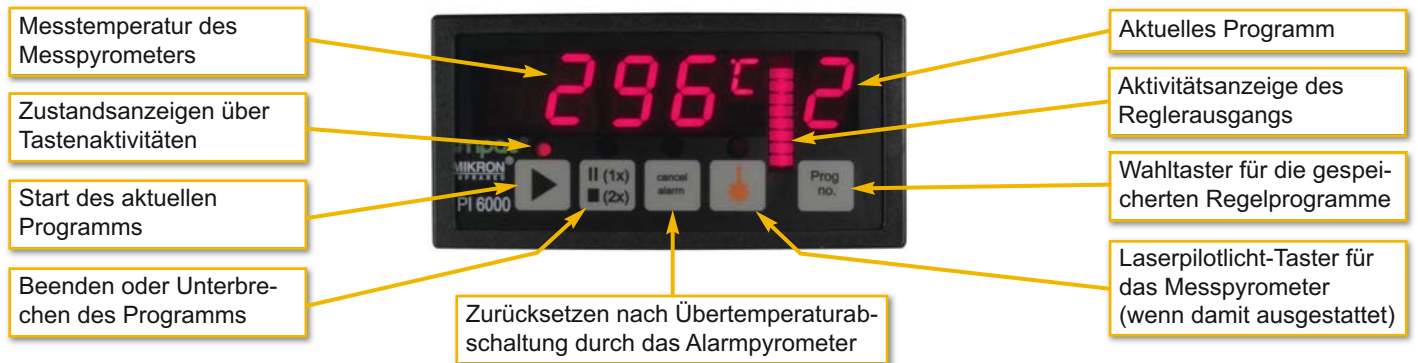 Messtemperatur des
Messpyrometers
Zustandsanzeigen über
Tastenaktivitäten
Start des aktuellen
Programms
Beenden oder Unterbre-
chen des Programms
296°C 2
MIKRON®
INFRARED
PI 6000
II (1x)
■ (2x)
cancel
alarm
Prog
no.
Zurücksetzen nach Übertemperaturab-
schaltung durch das Alarmpyrometer
Aktuelles Programm
Aktivitätsanzeige des
Reglerausgangs
Wahltaster für die gespei-
cherten Regelprogramme
Laserpilotlicht-Taster für
das Messpyrometer
(wenn damit ausgestattet)